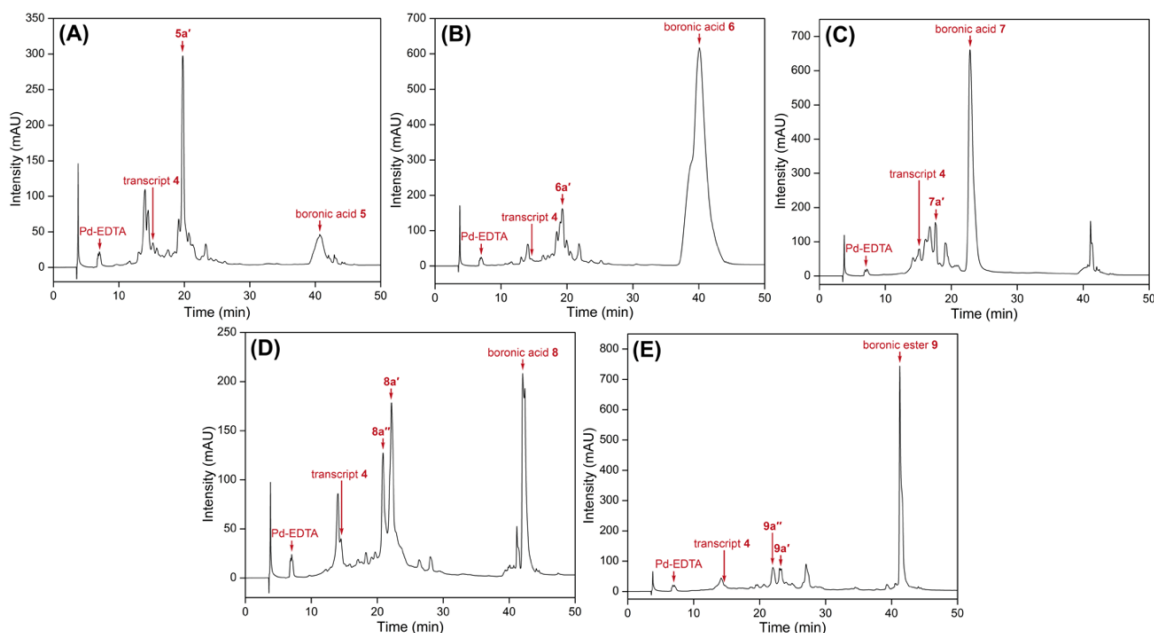 (A)
5a′
transcript 4
Pd-EDTA
boronic acid 5
Intensity (mAU)
350
300
250
200
150
100
50
0
0 10 20 30 40 50
Time (min)
(B)
boronic acid 6
6a′
transcript 4
Pd-EDTA
Intensity (mAU)
700
600
500
400
300
200
100
0
0 10 20 30 40 50
Time (min)
(C)
boronic acid 7
transcript 4
7a′
Pd-EDTA
Intensity (mAU)
700
600
500
400
300
200
100
0
0 10 20 30 40 50
Time (min)
(D)
boronic acid 8
8a′
8a″
transcript 4
Pd-EDTA
Intensity (mAU)
250
200
150
100
50
0
0 10 20 30 40 50
Time (min)
(E)
boronic ester 9
9a″
9a′
transcript 4
Pd-EDTA
Intensity (mAU)
800
700
600
500
400
300
200
100
0
0 10 20 30 40 50
Time (min)